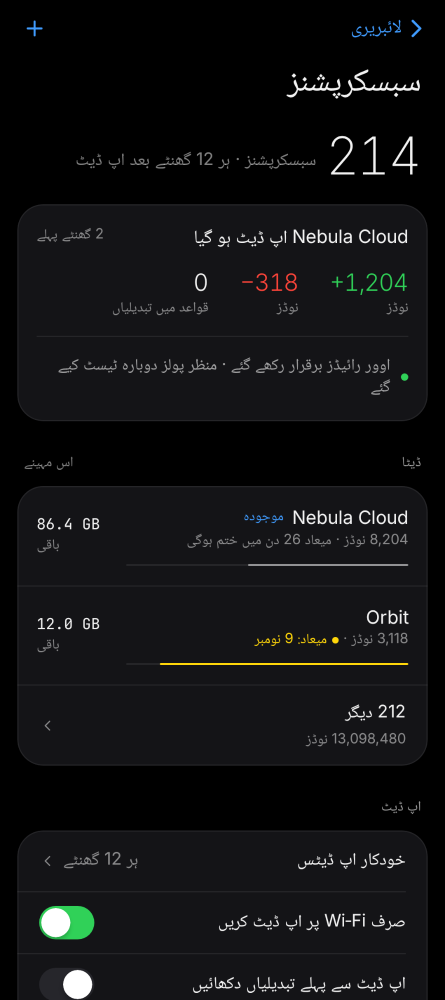 لائبریری
سبسکرپشنز
214 سبسکرپشنز · ہر 12 گھنٹے بعد اپ ڈیٹ
Nebula Cloud اپ ڈیٹ ہو گیا
2 گھنٹے پہلے
+1,204
−318
0
نوڈز
نوڈز
قواعد میں تبدیلیاں
اوور رائیڈز برقرار رکھے گئے · منظر پولز دوبارہ ٹیسٹ کیے
گئے
ڈیٹا
اس مہینے
Nebula Cloud موجودہ
86.4 GB
8,204 نوڈز · میعاد 26 دن میں ختم ہوگی
باقی
Orbit
12.0 GB
3,118 نوڈز · میعاد: 9 نومبر
باقی
212 دیگر
13,098,480 نوڈز
اپ ڈیٹ
خودکار اپ ڈیٹس
ہر 12 گھنٹے
صرف Wi-Fi پر اپ ڈیٹ کریں
اپ ڈیٹ سے پہلے تبدیلیاں دکھائیں